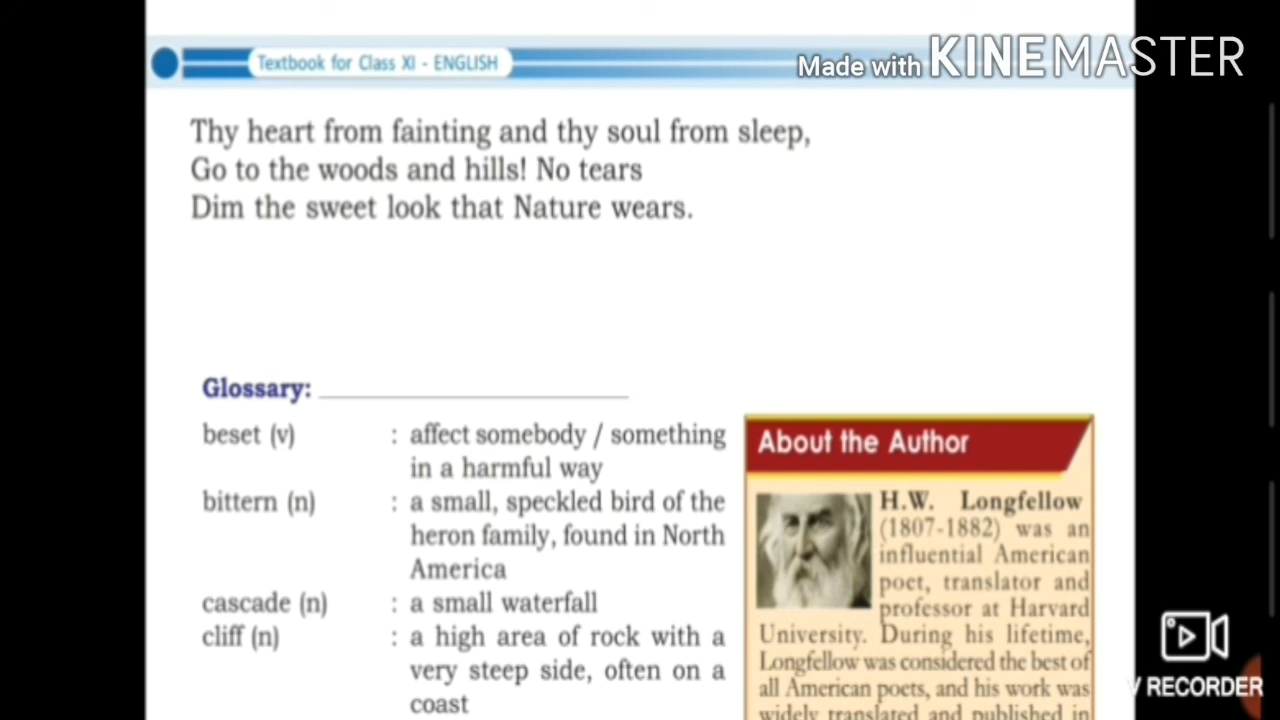 Textbook for Class XI - ENGLISH
Made with KINEMASTER
Thy heart from fainting and thy soul from sleep,
Go to the woods and hills! No tears
Dim the sweet look that Nature wears.
Glossary:
beset (v) : affect somebody / something
in a harmful way
bittern (n) : a small, speckled bird of the
heron family, found in North
America
cascade (n) : a small waterfall
cliff (n) : a high area of rock with a
very steep side, often on a
coast
About the Author
H.W. Longfellow
(1807-1882) was an
influential American
poet, translator and
professor at Harvard
University. During his lifetime,
Longfellow was considered the best of
all American poets, and his work was
widely translated and published in
V RECORDER